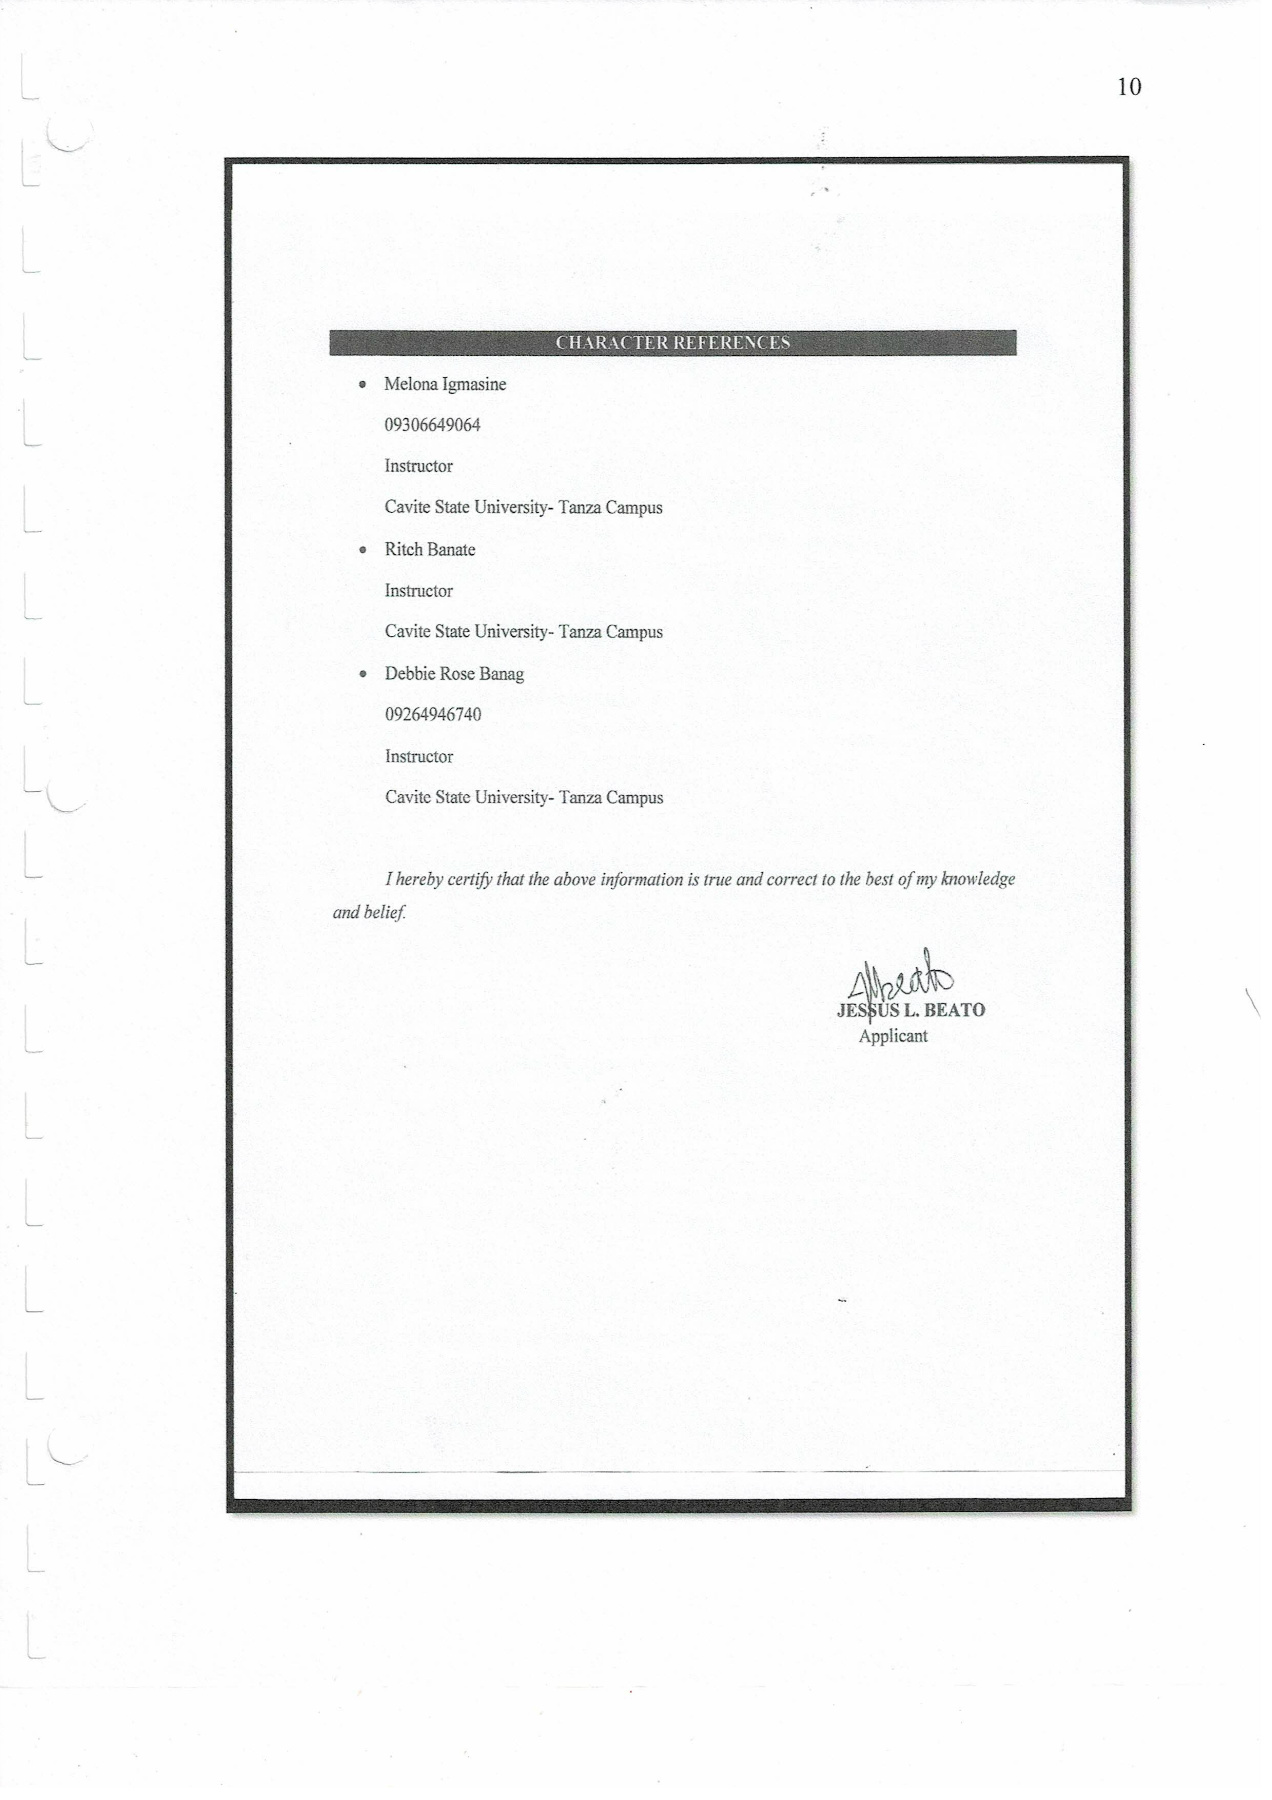 10
CHARACTER REFERENCES
• Melona Igmasine
09306649064
Instructor
Cavite State University- Tanza Campus
• Ritch Banate
Instructor
Cavite State University- Tanza Campus
• Debbie Rose Banag
09264946740
Instructor
Cavite State University- Tanza Campus
I hereby certify that the above information is true and correct to the best of my knowledge
and belief.
JESSUS L. BEATO
Applicant